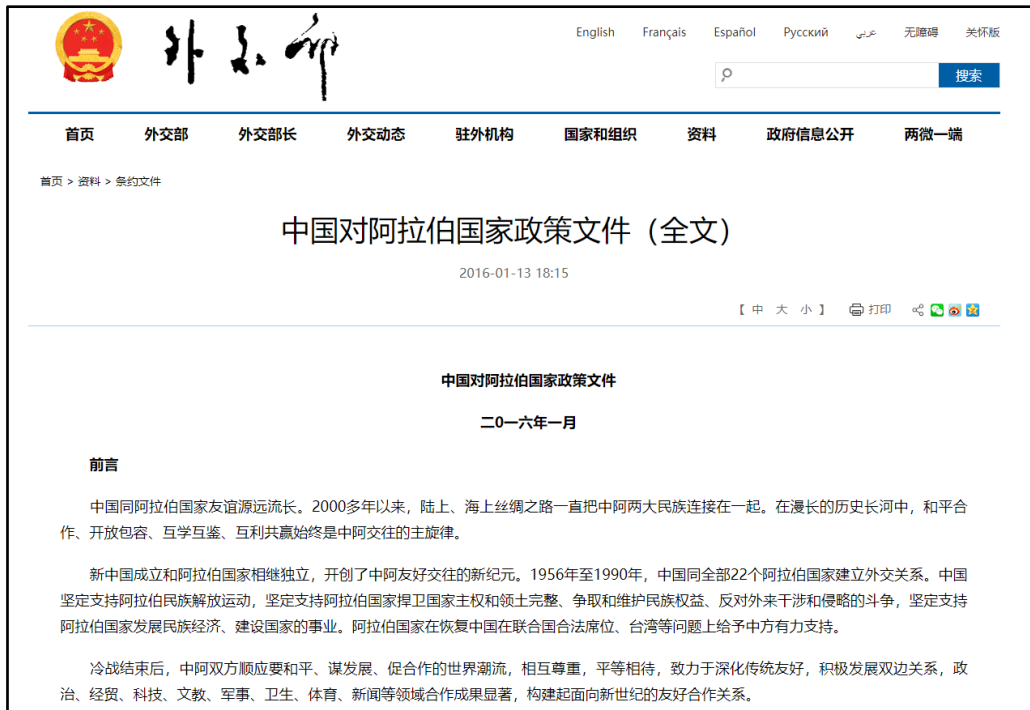 外交部
English Français Español Русский عربي 无障碍 关怀版
搜索
首页 外交部 外交部长 外交动态 驻外机构 国家和组织 资料 政府信息公开 两微一端
首页 > 资料 > 条约文件
中国对阿拉伯国家政策文件（全文）
2016-01-13 18:15
【 中 大 小 】 打印
中国对阿拉伯国家政策文件
二0一六年一月
前言
中国同阿拉伯国家友谊源远流长。2000多年以来，陆上、海上丝绸之路一直把中阿两大民族连接在一起。在漫长的历史长河中，和平合
作、开放包容、互学互鉴、互利共赢始终是中阿交往的主旋律。
新中国成立和阿拉伯国家相继独立，开创了中阿友好交往的新纪元。1956年至1990年，中国同全部22个阿拉伯国家建立外交关系。中国
坚定支持阿拉伯民族解放运动，坚定支持阿拉伯国家捍卫国家主权和领土完整、争取和维护民族权益、反对外来干涉和侵略的斗争，坚定支持
阿拉伯国家发展民族经济、建设国家的事业。阿拉伯国家在恢复中国在联合国合法席位、台湾等问题上给予中方有力支持。
冷战结束后，中阿双方顺应要和平、谋发展、促合作的世界潮流，相互尊重，平等相待，致力于深化传统友好，积极发展双边关系，政
治、经贸、科技、文教、军事、卫生、体育、新闻等领域合作成果显著，构建起面向新世纪的友好合作关系。